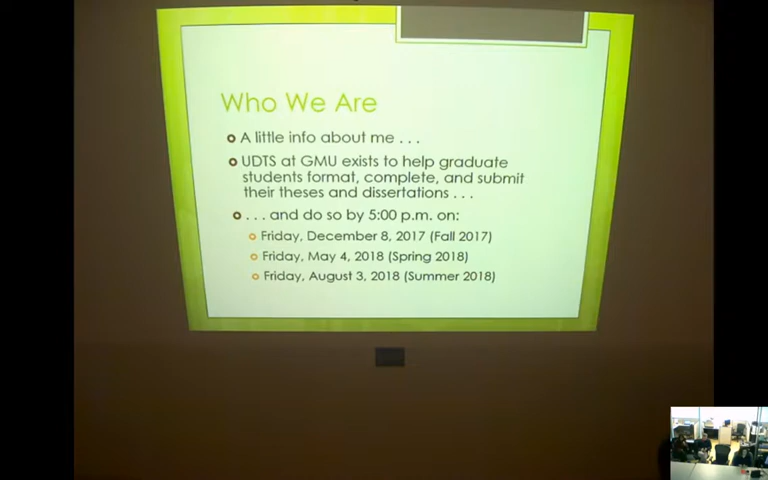 Who We Are
A little info about me . . .
UDTS at GMU exists to help graduate
students format, complete, and submit
their theses and dissertations . . .
. . . and do so by 5:00 p.m. on:
Friday, December 8, 2017 (Fall 2017)
Friday, May 4, 2018 (Spring 2018)
Friday, August 3, 2018 (Summer 2018)